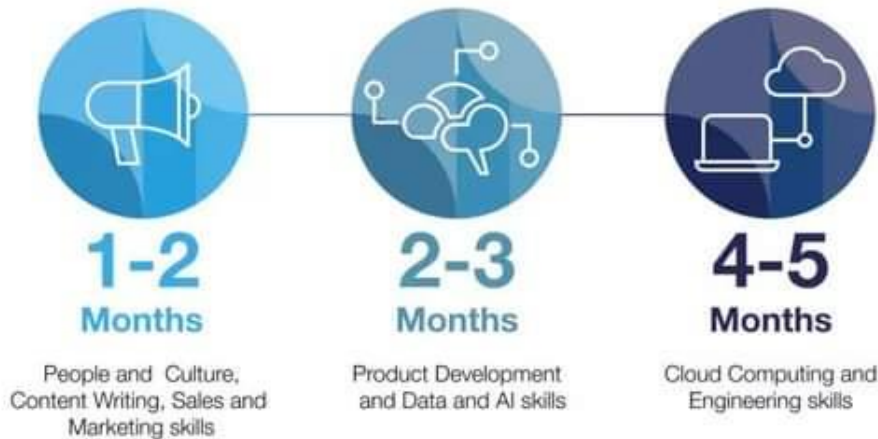 1-2
Months
People and Culture,
Content Writing, Sales and
Marketing skills
2-3
Months
Product Development
and Data and AI skills
4-5
Months
Cloud Computing and
Engineering skills